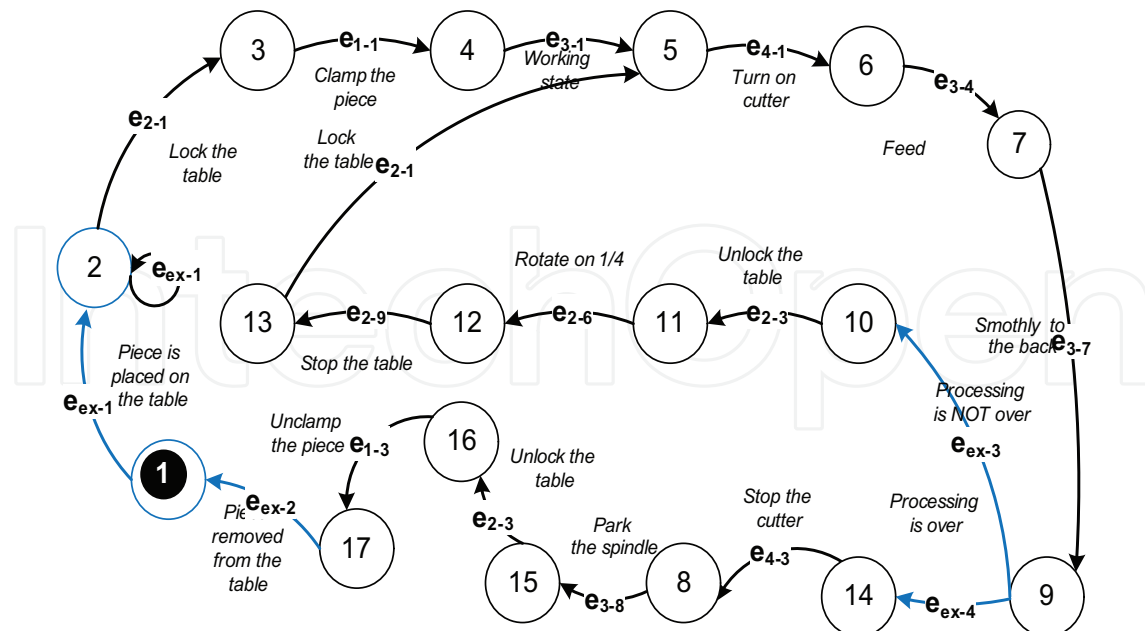 3
e1-1
4
e3-1
5
e4-1
6
e3-4
7
Clamp the
piece
Working
state
Turn on
cutter
Feed
e2-1
Lock the
table
Lock
the table
e2-1
2
eex-1
Rotate on 1/4
Unlock the
table
13
e2-9
12
e2-6
11
e2-3
10
Stop the table
Smothly to
the back
e3-7
Piece is
placed on
the table
eex-1
Processing
is NOT over
eex-3
Unclamp
the piece
e1-3
16
Unlock the
table
1
eex-2
removed
from the
table
17
e2-3
Stop the
cutter
Processing
is over
Park
the spindle
e4-3
15
e3-8
8
14
eex-4
9
IntechOpen